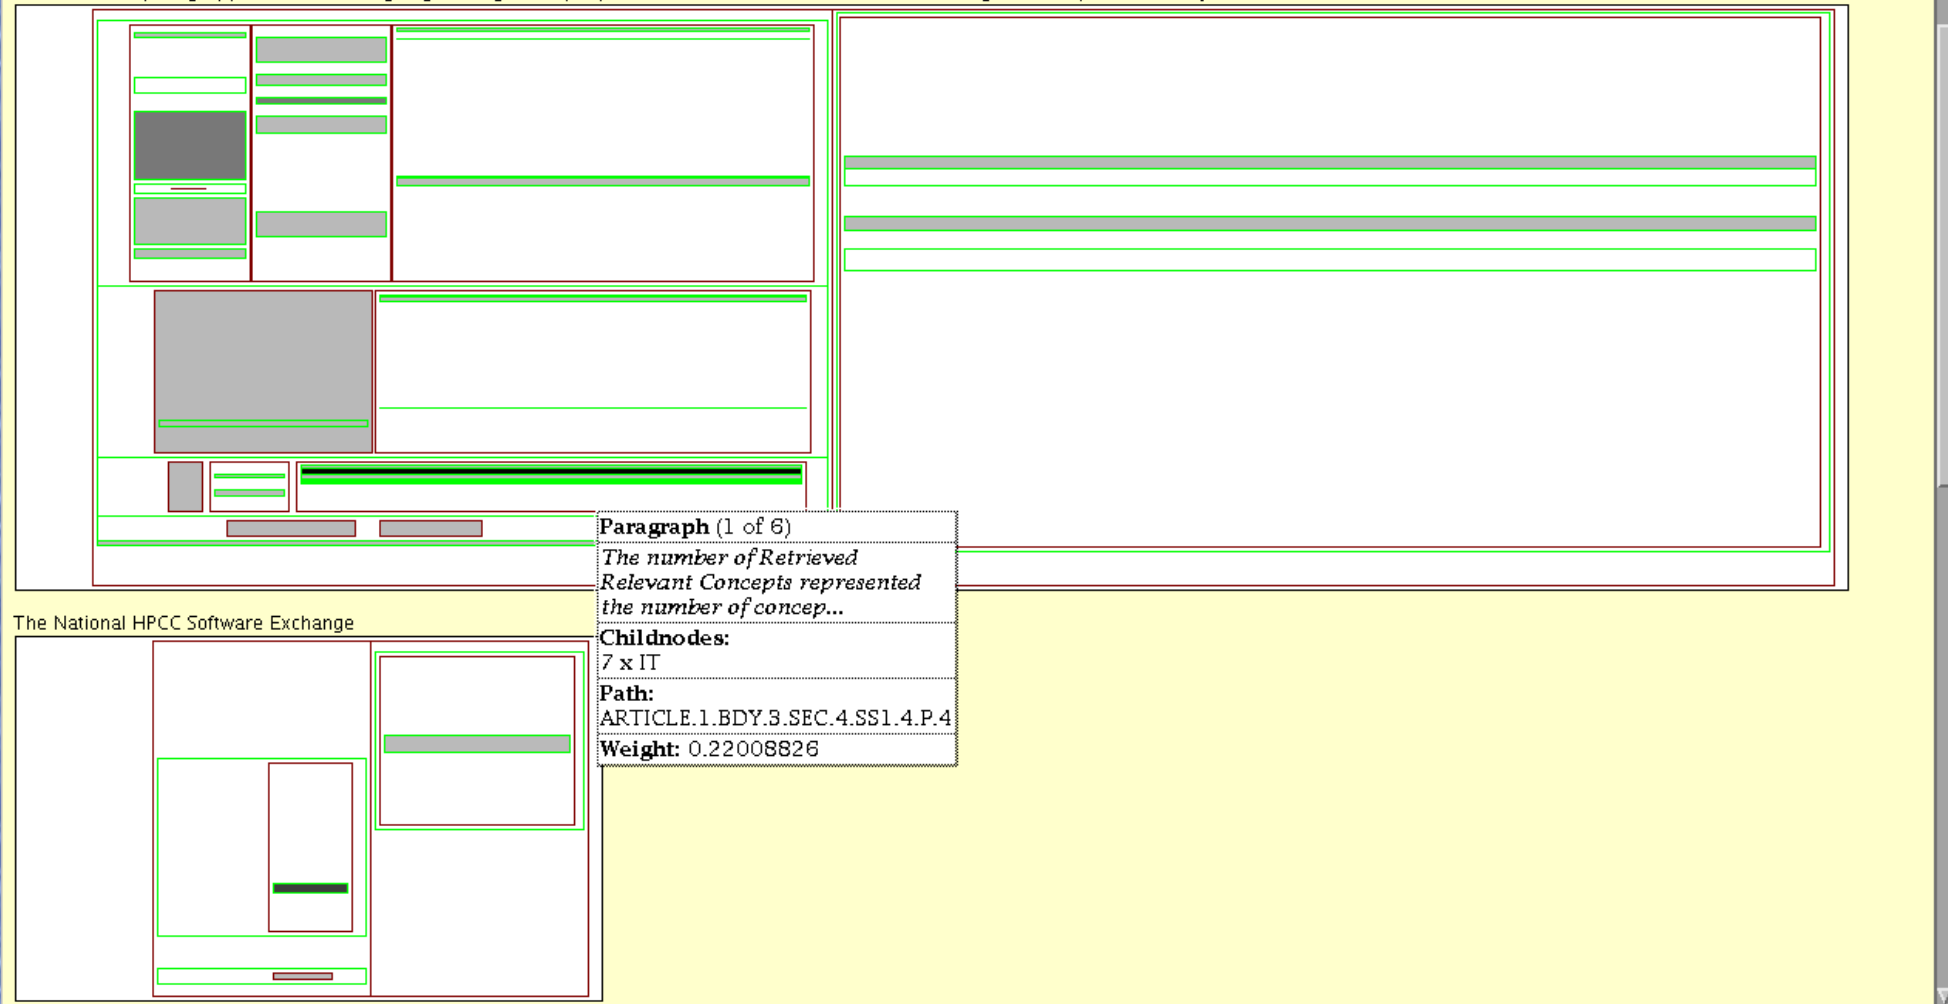 Paragraph (1 of 6)
The number of Retrieved
Relevant Concepts represented
the number of concep...
Childnodes:
7 x IT
Path:
ARTICLE.1.BDY.3.SEC.4.SS1.4.P.4
Weight: 0.22008826
The National HPCC Software Exchange